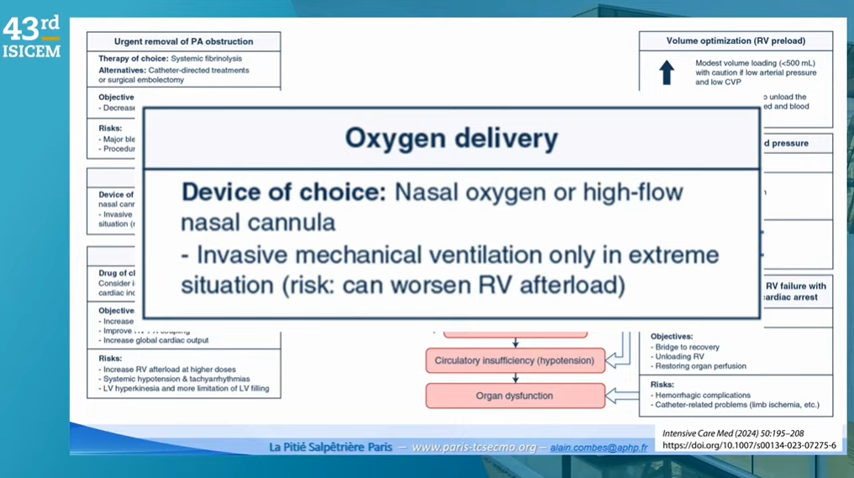 43rd
ISICEM
Urgent removal of PA obstruction
Therapy of choice: Systemic fibrinolysis
Alternatives: Catheter-directed treatments
or surgical embolectomy
Objective
- Decrease
Risks:
- Major ble
- Procedur
Device of
nasal can
- Invasive
situation (r
Drug of c
Consider i
cardiac in
Objective
- Increase
- Improve
- Increase global cardiac output
Risks:
- Increase RV afterload at higher doses
- Systemic hypotension & tachyarrhythmias
- LV hyperkinesia and more limitation of LV filling
Oxygen delivery
Device of choice: Nasal oxygen or high-flow
nasal cannula
- Invasive mechanical ventilation only in extreme
situation (risk: can worsen RV afterload)
Circulatory insufficiency (hypotension)
Organ dysfunction
Volume optimization (RV preload)
Modest volume loading (<500 mL)
with caution if low arterial pressure
and low CVP
o unload the
ed and blood
d pressure
RV failure with
ardiac arrest
Objectives:
- Bridge to recovery
- Unloading RV
- Restoring organ perfusion
Risks:
- Hemorrhagic complications
- Catheter-related problems (limb ischemia, etc.)
La Pitié Salpêtrière Paris – www.paris-tcsecmo.org – alain.combes@aphp.fr
Intensive Care Med (2024) 50:195–208
https://doi.org/10.1007/s00134-023-07275-6